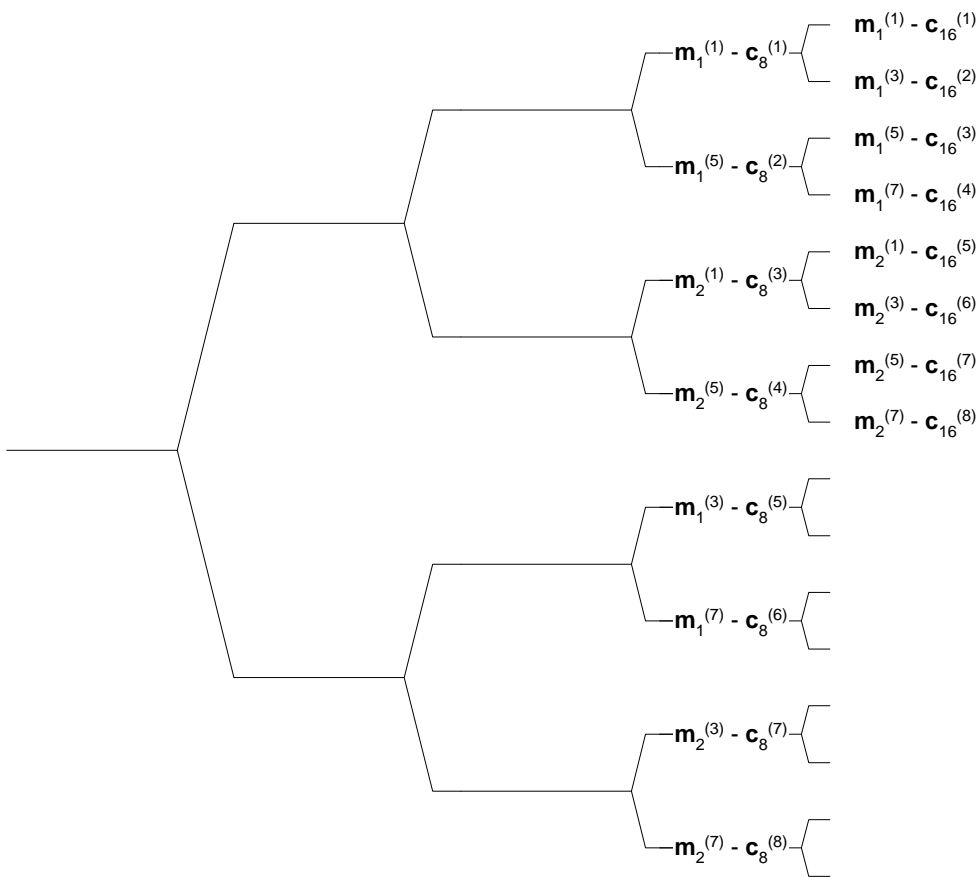 m₁⁽¹⁾ - c₁₆⁽¹⁾
m₁⁽¹⁾ - c₈⁽¹⁾
m₁⁽³⁾ - c₁₆⁽²⁾
m₁⁽⁵⁾ - c₁₆⁽³⁾
m₁⁽⁵⁾ - c₈⁽²⁾
m₁⁽⁷⁾ - c₁₆⁽⁴⁾
m₂⁽¹⁾ - c₁₆⁽⁵⁾
m₂⁽¹⁾ - c₈⁽³⁾
m₂⁽³⁾ - c₁₆⁽⁶⁾
m₂⁽⁵⁾ - c₁₆⁽⁷⁾
m₂⁽⁵⁾ - c₈⁽⁴⁾
m₂⁽⁷⁾ - c₁₆⁽⁸⁾
m₁⁽³⁾ - c₈⁽⁵⁾
m₁⁽⁷⁾ - c₈⁽⁶⁾
m₂⁽³⁾ - c₈⁽⁷⁾
m₂⁽⁷⁾ - c₈⁽⁸⁾